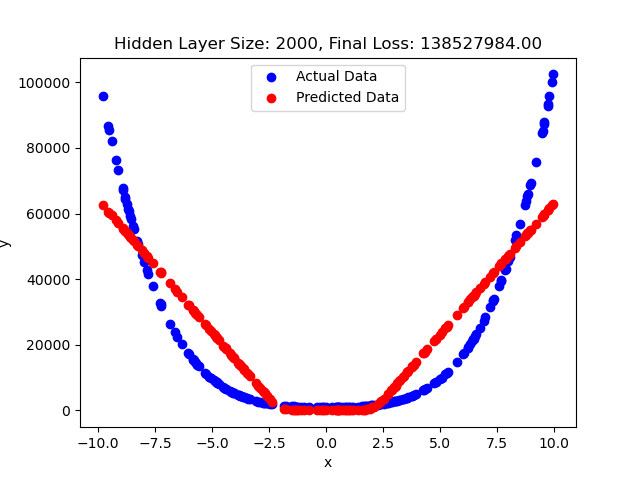 Hidden Layer Size: 2000, Final Loss: 138527984.00
Actual Data
Predicted Data
100000
80000
60000
40000
20000
0
y
−10.0 −7.5 −5.0 −2.5 0.0 2.5 5.0 7.5 10.0
x